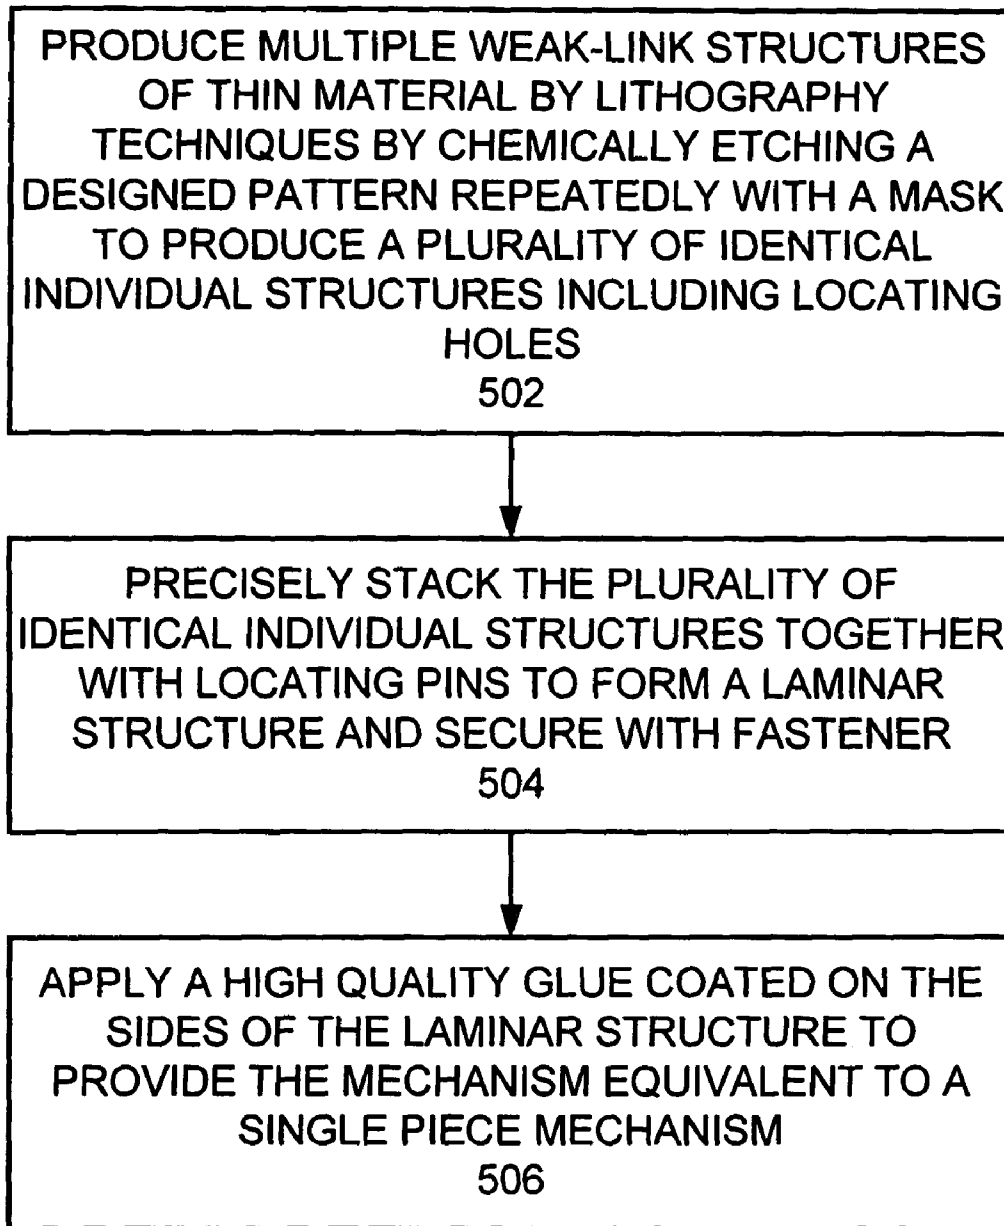 PRODUCE MULTIPLE WEAK-LINK STRUCTURES
OF THIN MATERIAL BY LITHOGRAPHY
TECHNIQUES BY CHEMICALLY ETCHING A
DESIGNED PATTERN REPEATEDLY WITH A MASK
TO PRODUCE A PLURALITY OF IDENTICAL
INDIVIDUAL STRUCTURES INCLUDING LOCATING
HOLES
502
PRECISELY STACK THE PLURALITY OF
IDENTICAL INDIVIDUAL STRUCTURES TOGETHER
WITH LOCATING PINS TO FORM A LAMINAR
STRUCTURE AND SECURE WITH FASTENER
504
APPLY A HIGH QUALITY GLUE COATED ON THE
SIDES OF THE LAMINAR STRUCTURE TO
PROVIDE THE MECHANISM EQUIVALENT TO A
SINGLE PIECE MECHANISM
506